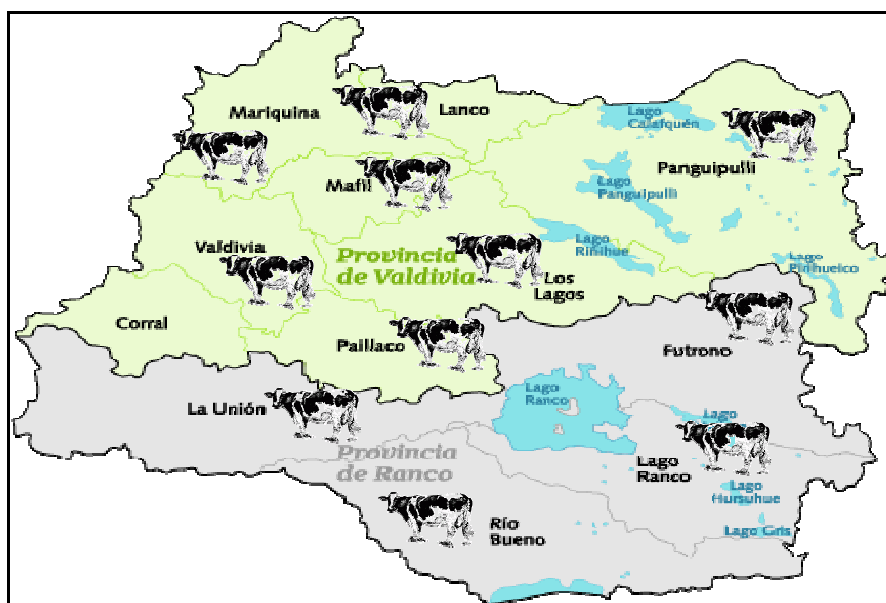 Mariquina
Lanco
Lago
Calafquén
Panguipulli
Mafil
Lago
Panguipulli
Valdivia
Provincia
de Valdivia
Lago
Riñihue
Los
Lagos
Lago
Pirihueico
Corral
Paillaco
Futrono
La Unión
Lago
Ranco
Lago
Provincia
de Ranco
Lago
Ranco
Lago
Huishue
Río
Bueno
Lago Gris